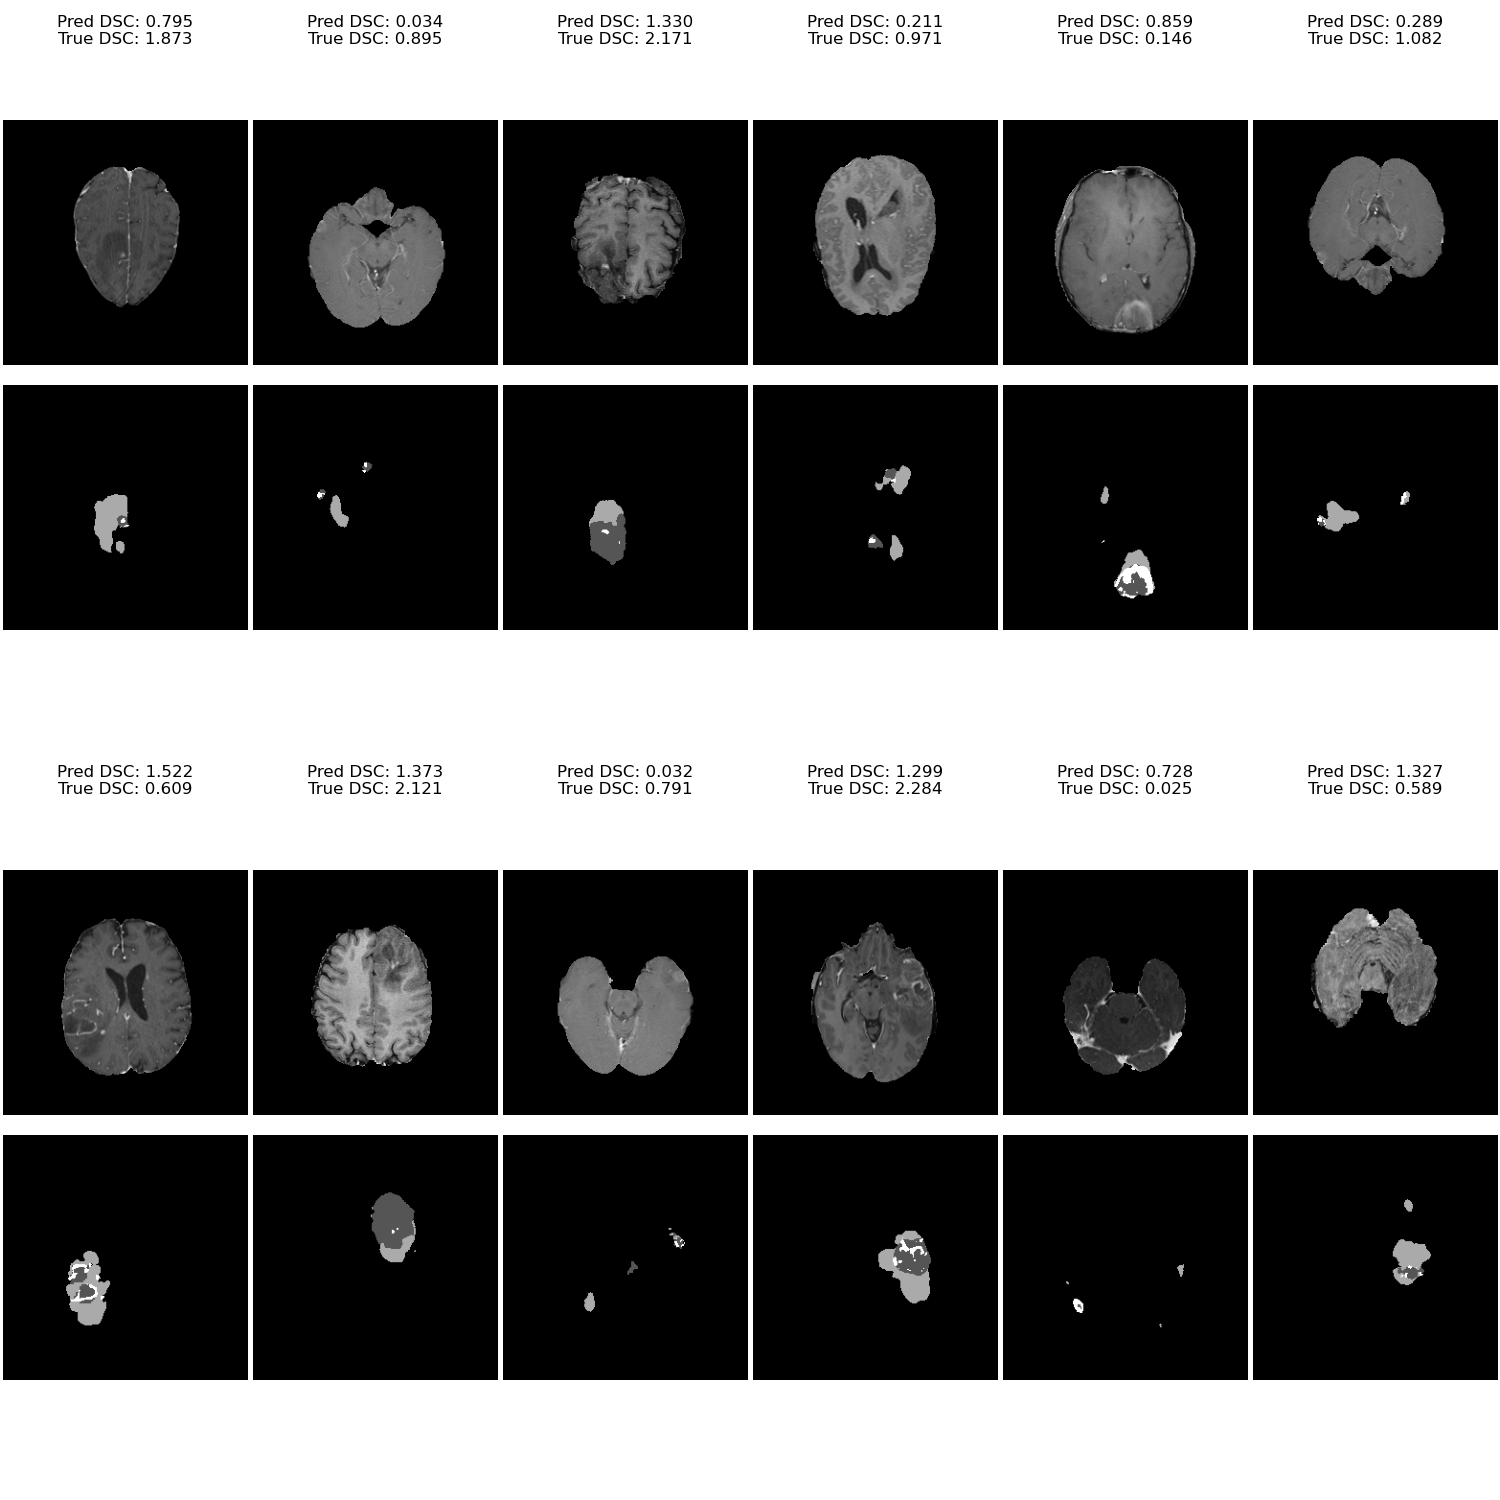 Pred DSC: 0.795
True DSC: 1.873
Pred DSC: 0.034
True DSC: 0.895
Pred DSC: 1.330
True DSC: 2.171
Pred DSC: 0.211
True DSC: 0.971
Pred DSC: 0.859
True DSC: 0.146
Pred DSC: 0.289
True DSC: 1.082
Pred DSC: 1.522
True DSC: 0.609
Pred DSC: 1.373
True DSC: 2.121
Pred DSC: 0.032
True DSC: 0.791
Pred DSC: 1.299
True DSC: 2.284
Pred DSC: 0.728
True DSC: 0.025
Pred DSC: 1.327
True DSC: 0.589